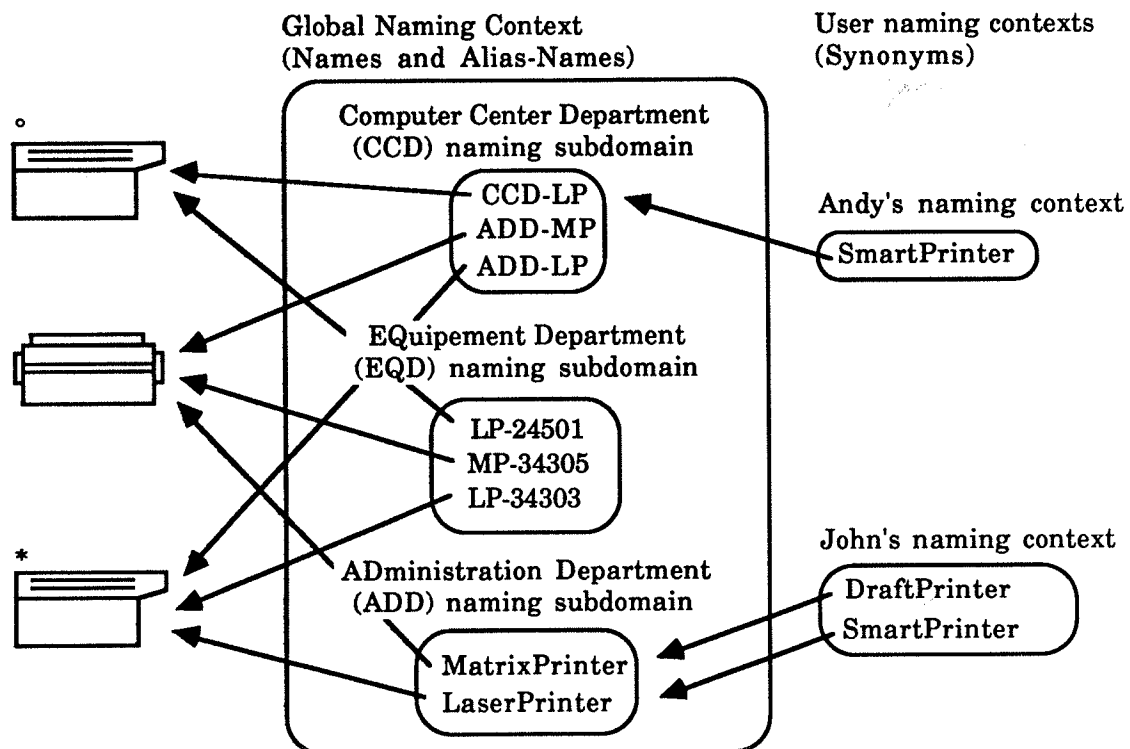 Global Naming Context
(Names and Alias-Names)
User naming contexts
(Synonyms)
Computer Center Department
(CCD) naming subdomain
°
CCD-LP
ADD-MP
ADD-LP
Andy's naming context
SmartPrinter
EQuipement Department
(EQD) naming subdomain
LP-24501
MP-34305
LP-34303
*
ADministration Department
(ADD) naming subdomain
MatrixPrinter
LaserPrinter
John's naming context
DraftPrinter
SmartPrinter